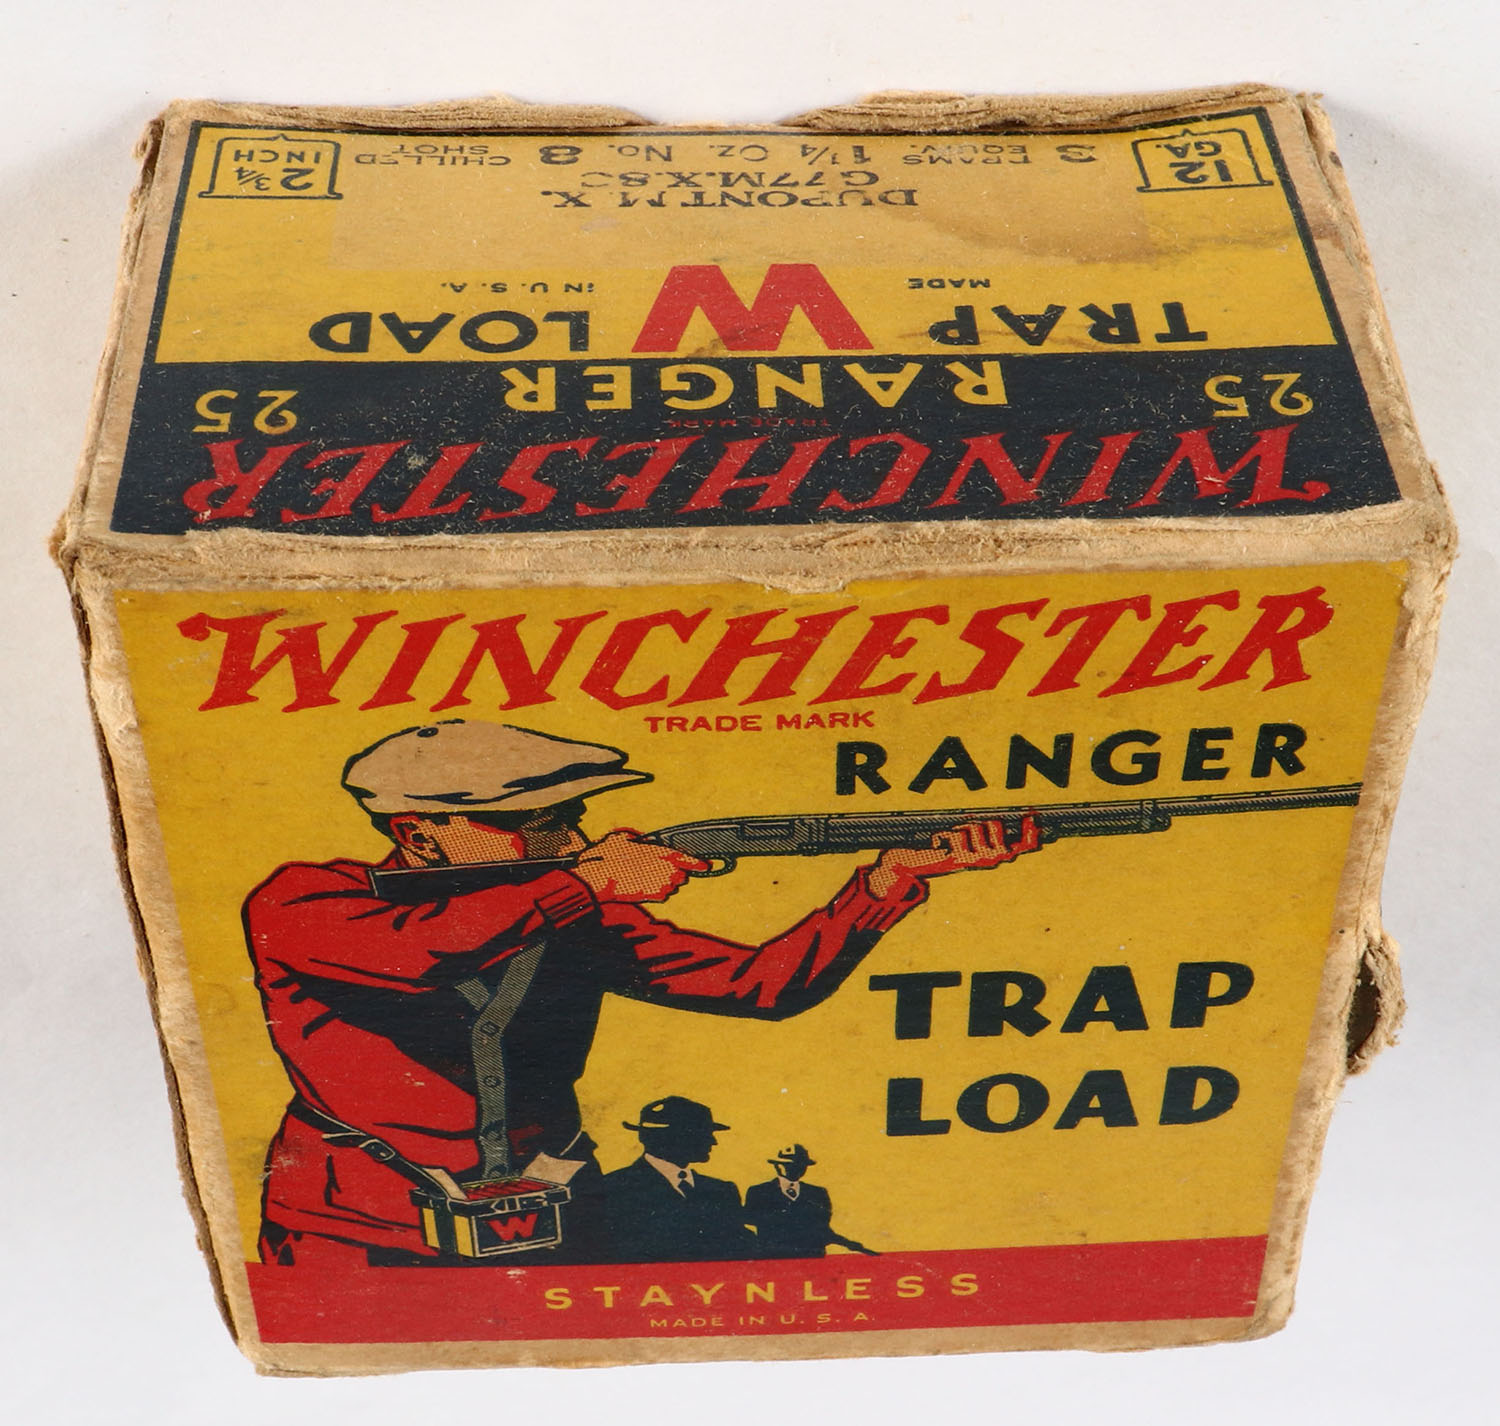 12 GA.
3 DRAMS EQUIV. 1 1/4 OZ. No. 8 CHILLED SHOT
2 3/4 INCH
DUPONT M.X.
G.77M.X.8C
MADE W IN U.S.A.
TRAP LOAD
25 RANGER 25
TRADE MARK
WINCHESTER
WINCHESTER
TRADE MARK
RANGER
TRAP
LOAD
W
STAYNLESS
MADE IN U.S.A.